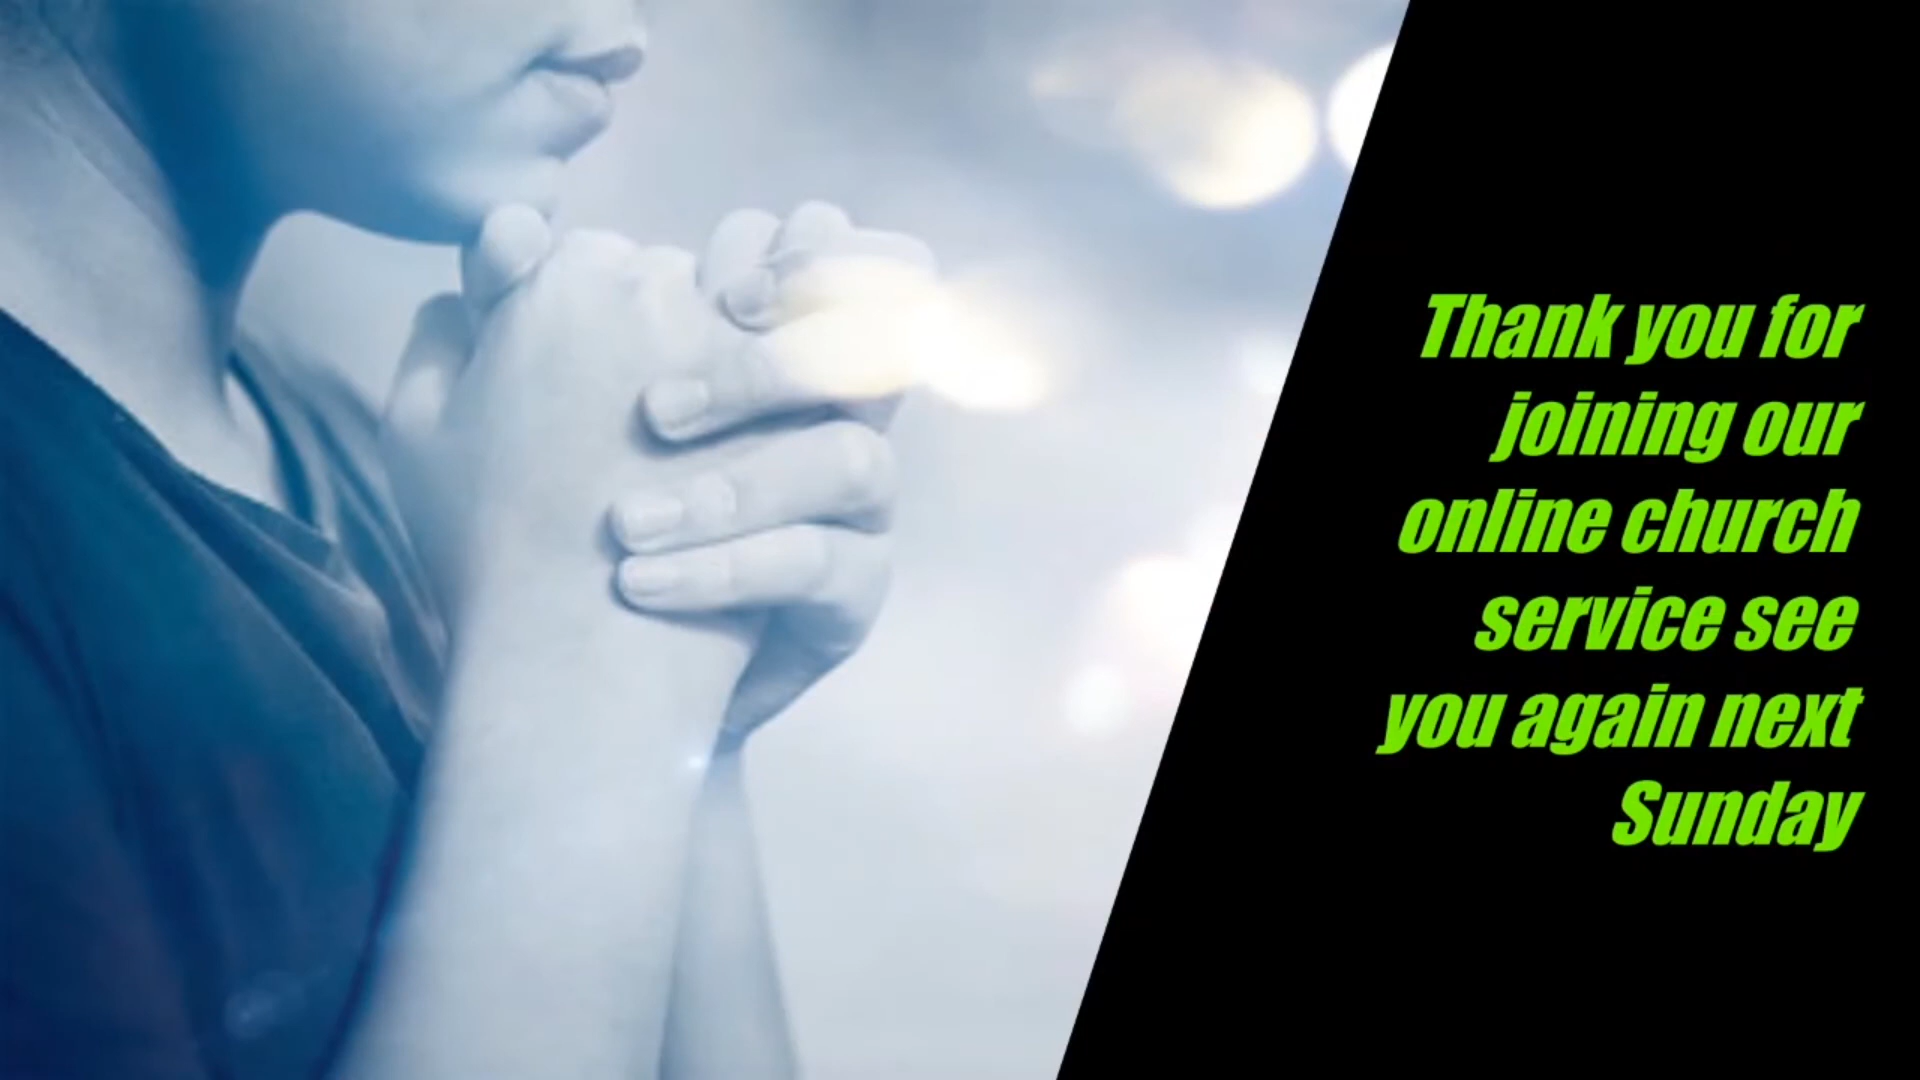 Thank you for
joining our
online church
service see
you again next
Sunday